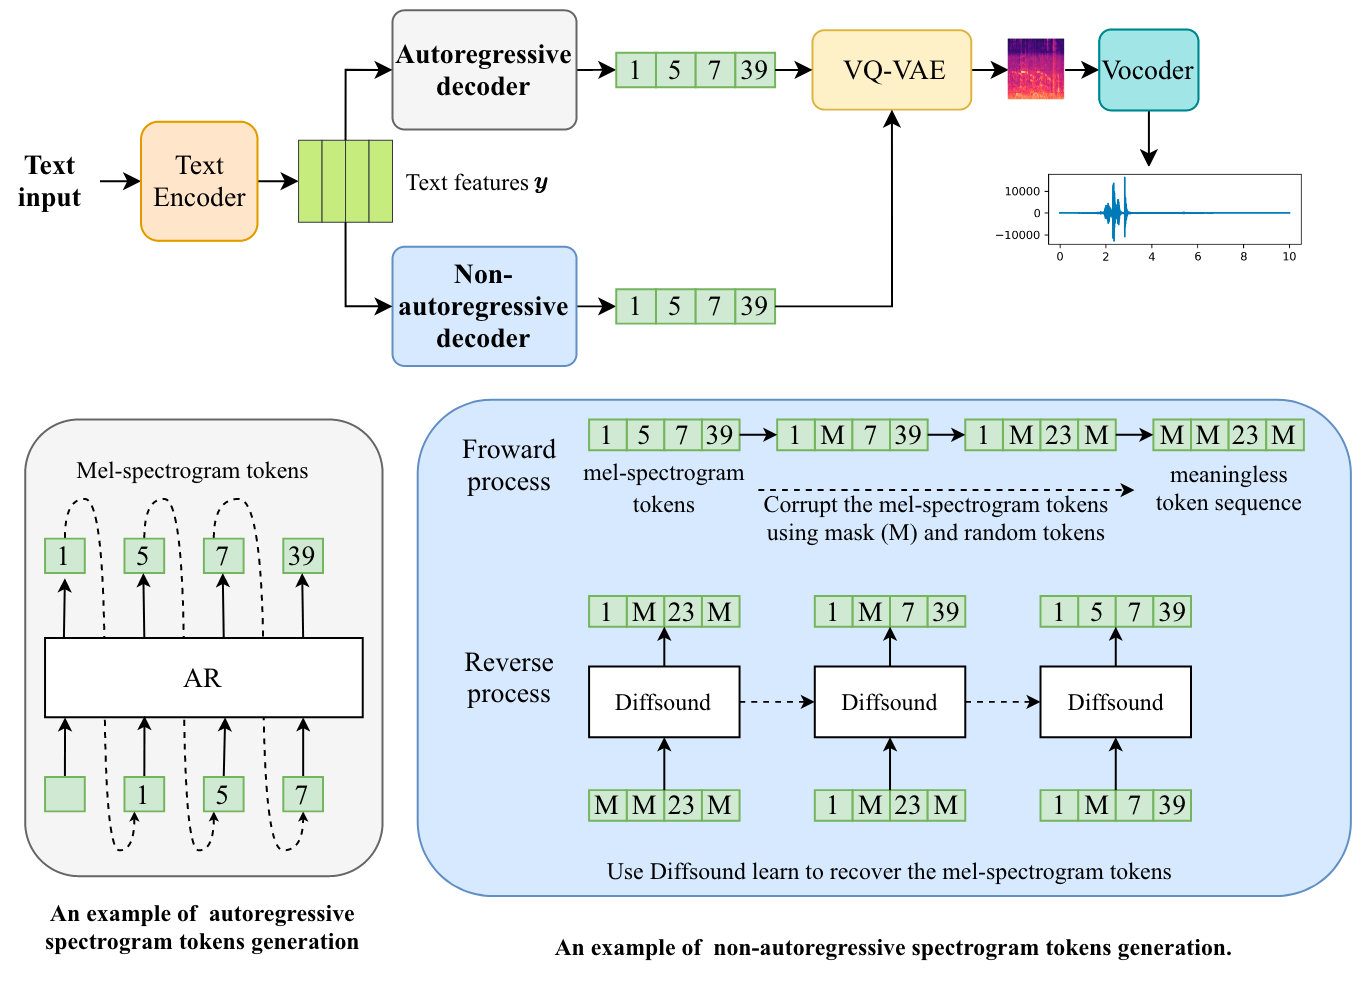 Text
input
Text
Encoder
Text features y
Autoregressive
decoder
1 5 7 39
VQ-VAE
Vocoder
10000
0
−10000
0 2 4 6 8 10
Non-
autoregressive
decoder
1 5 7 39
Mel-spectrogram tokens
1 5 7 39
AR
1 5 7
An example of autoregressive
spectrogram tokens generation
Froward
process
1 5 7 39
1 M 7 39
1 M 23 M
M M 23 M
mel-spectrogram
tokens
Corrupt the mel-spectrogram tokens
using mask (M) and random tokens
meaningless
token sequence
Reverse
process
1 M 23 M
1 M 7 39
1 5 7 39
Diffsound
Diffsound
Diffsound
M M 23 M
1 M 23 M
1 M 7 39
Use Diffsound learn to recover the mel-spectrogram tokens
An example of non-autoregressive spectrogram tokens generation.